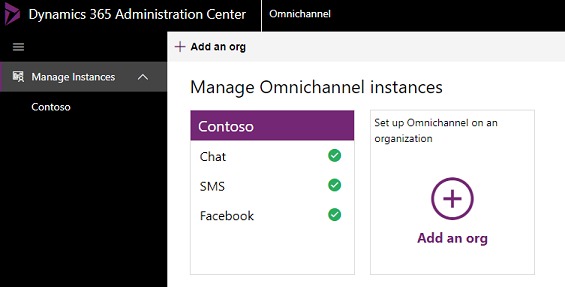 Dynamics 365 Administration Center
Omnichannel
Add an org
Manage Instances
Contoso
Manage Omnichannel instances
Contoso
Chat
SMS
Facebook
Set up Omnichannel on an
organization
Add an org